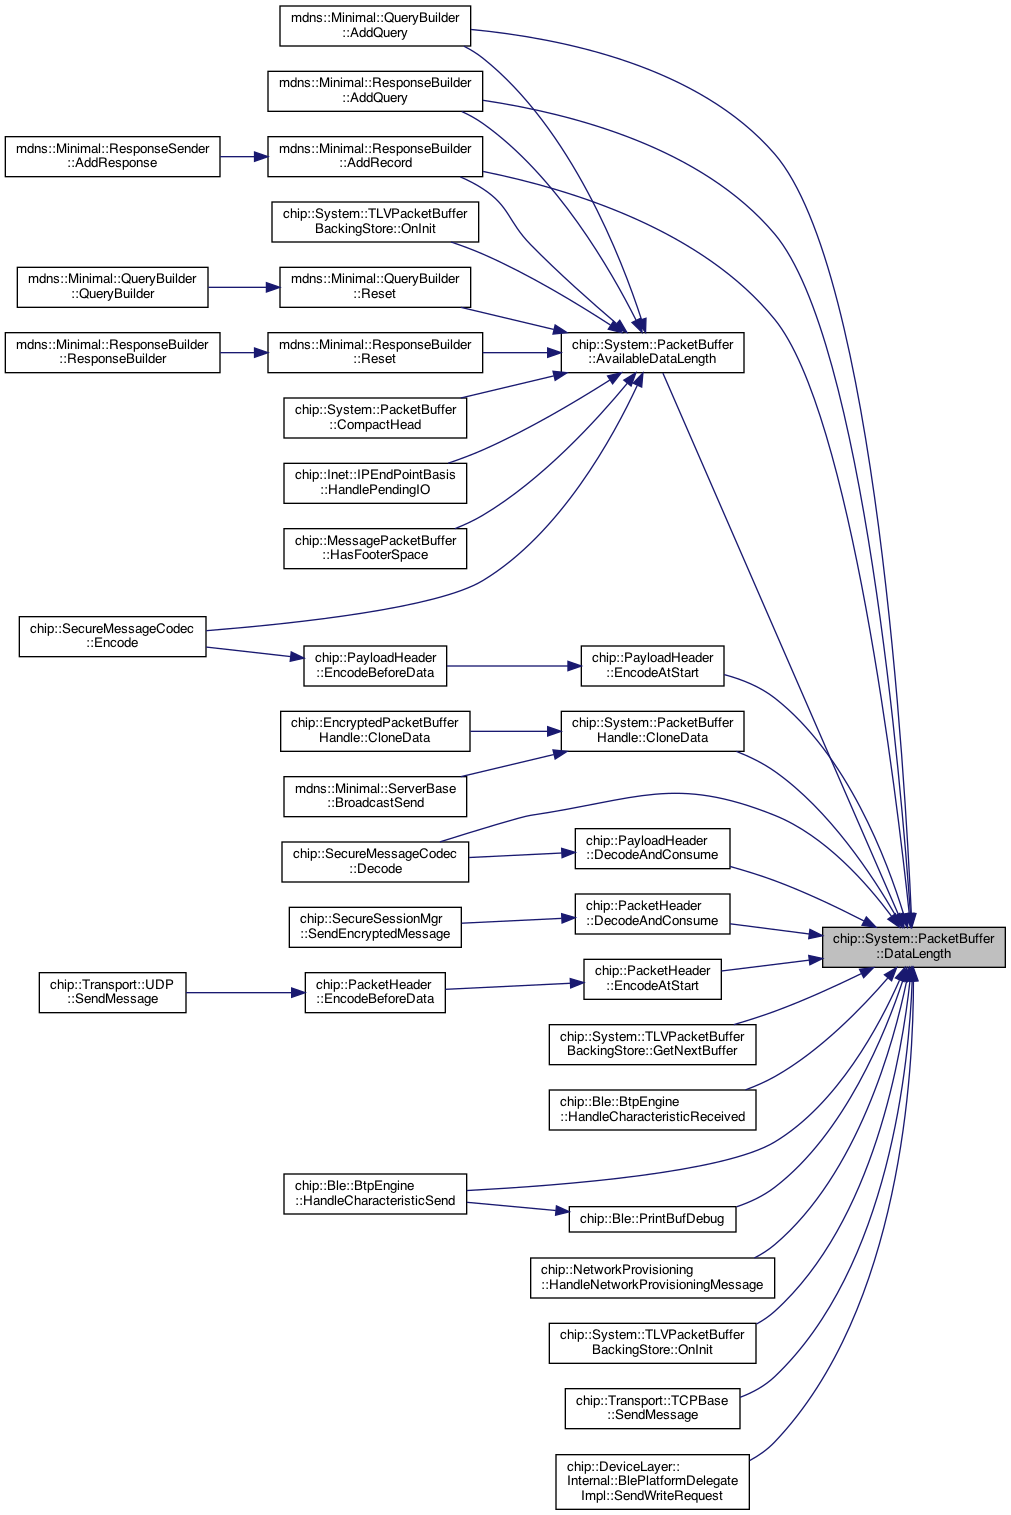 mdns::Minimal::QueryBuilder
::AddQuery
mdns::Minimal::ResponseBuilder
::AddQuery
mdns::Minimal::ResponseSender
::AddResponse
mdns::Minimal::ResponseBuilder
::AddRecord
chip::System::TLVPacketBuffer
BackingStore::OnInit
mdns::Minimal::QueryBuilder
::QueryBuilder
mdns::Minimal::QueryBuilder
::Reset
mdns::Minimal::ResponseBuilder
::ResponseBuilder
mdns::Minimal::ResponseBuilder
::Reset
chip::System::PacketBuffer
::AvailableDataLength
chip::System::PacketBuffer
::CompactHead
chip::Inet::IPEndPointBasis
::HandlePendingIO
chip::MessagePacketBuffer
::HasFooterSpace
chip::SecureMessageCodec
::Encode
chip::PayloadHeader
::EncodeBeforeData
chip::PayloadHeader
::EncodeAtStart
chip::EncryptedPacketBuffer
Handle::CloneData
chip::System::PacketBuffer
Handle::CloneData
mdns::Minimal::ServerBase
::BroadcastSend
chip::SecureMessageCodec
::Decode
chip::PayloadHeader
::DecodeAndConsume
chip::SecureSessionMgr
::SendEncryptedMessage
chip::PacketHeader
::DecodeAndConsume
chip::System::PacketBuffer
::DataLength
chip::Transport::UDP
::SendMessage
chip::PacketHeader
::EncodeBeforeData
chip::PacketHeader
::EncodeAtStart
chip::System::TLVPacketBuffer
BackingStore::GetNextBuffer
chip::Ble::BtpEngine
::HandleCharacteristicReceived
chip::Ble::BtpEngine
::HandleCharacteristicSend
chip::Ble::PrintBufDebug
chip::NetworkProvisioning
::HandleNetworkProvisioningMessage
chip::System::TLVPacketBuffer
BackingStore::OnInit
chip::Transport::TCPBase
::SendMessage
chip::DeviceLayer::
Internal::BlePlatformDelegate
Impl::SendWriteRequest